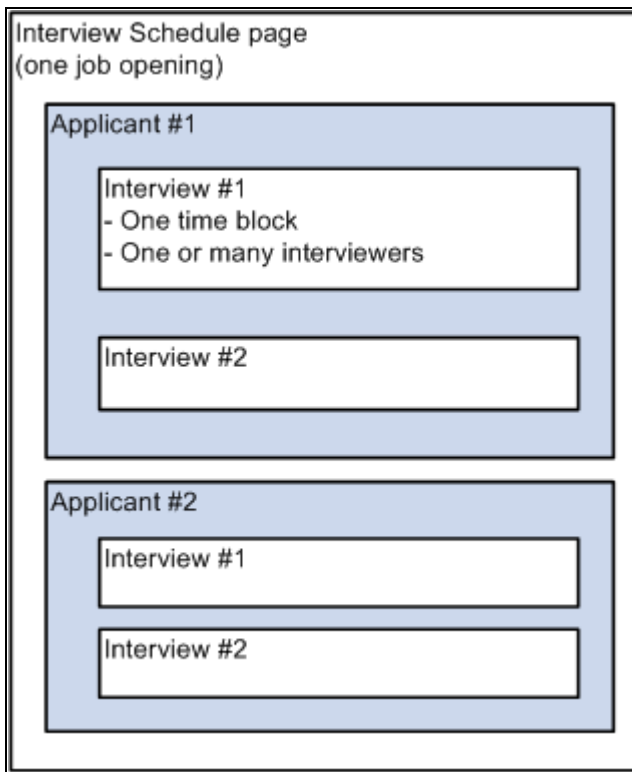 Interview Schedule page
(one job opening)
Applicant #1
Interview #1
- One time block
- One or many interviewers
Interview #2
Applicant #2
Interview #1
Interview #2